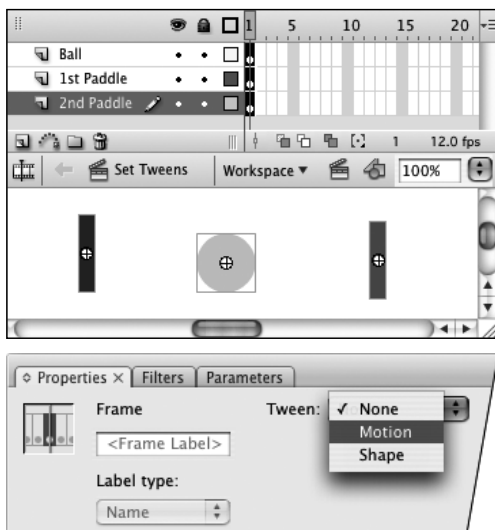 1 5 10 15 20
Ball
1st Paddle
2nd Paddle
1 12.0 fps
Set Tweens Workspace 100%
Properties Filters Parameters
Frame Tween: None
<Frame Label> Motion
Shape
Label type:
Name